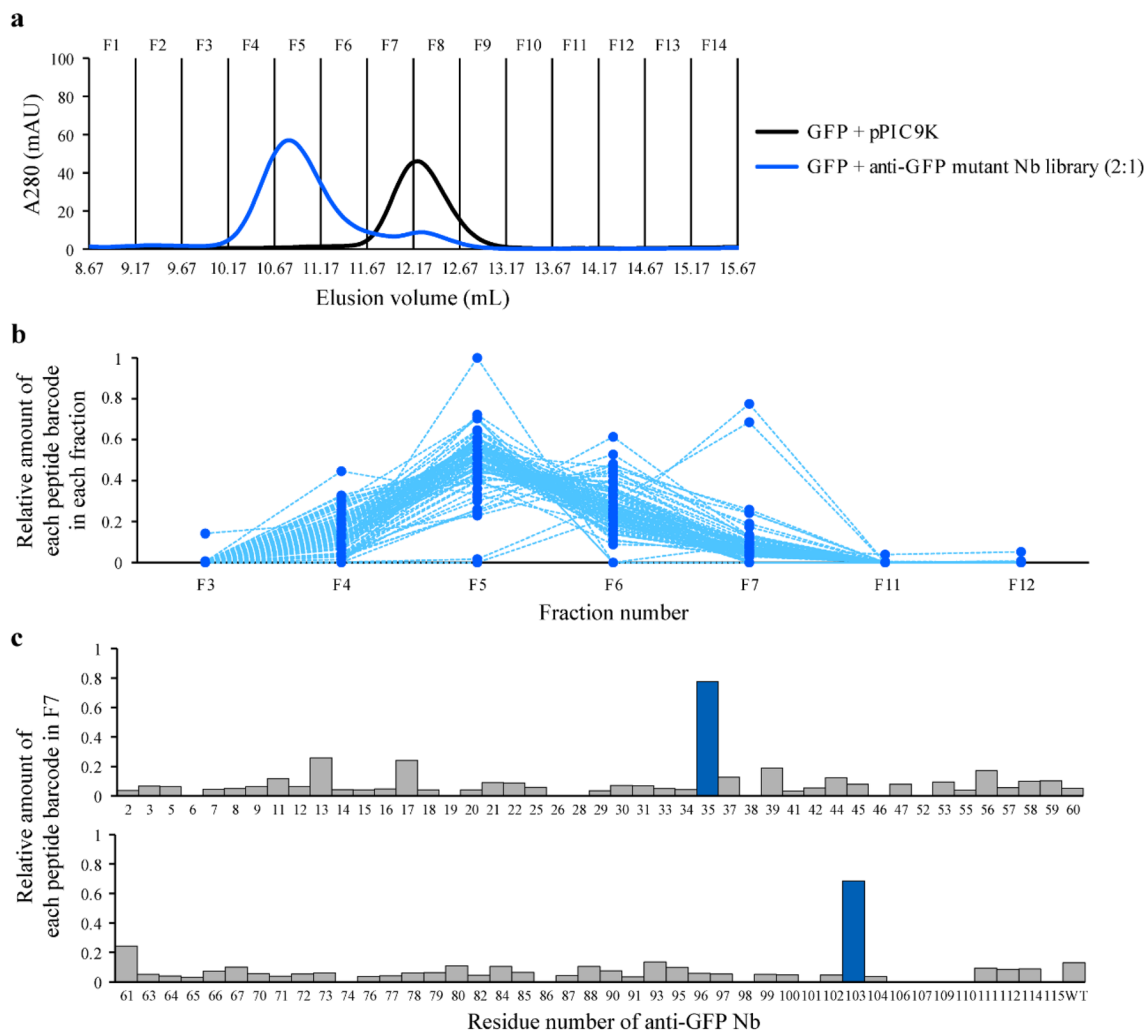 a
F1 F2 F3 F4 F5 F6 F7 F8 F9 F10 F11 F12 F13 F14
100
80
60
40
20
0
A280 (mAU)
8.67 9.17 9.67 10.17 10.67 11.17 11.67 12.17 12.67 13.17 13.67 14.17 14.67 15.17 15.67
Elusion volume (mL)
GFP + pPIC9K
GFP + anti-GFP mutant Nb library (2:1)
b
Relative amount of
each peptide barcode
in each fraction
1
0.8
0.6
0.4
0.2
0
F3 F4 F5 F6 F7 F11 F12
Fraction number
c
Relative amount of
each peptide barcode in F7
1
0.8
0.6
0.4
0.2
0
2 3 5 6 7 8 9 11 12 13 14 15 16 17 18 19 20 21 22 25 26 28 29 30 31 33 34 35 37 38 39 41 42 44 45 46 47 52 53 55 56 57 58 59 60
1
0.8
0.6
0.4
0.2
0
61 63 64 65 66 67 70 71 72 73 74 76 77 78 79 80 82 84 85 86 87 88 90 91 93 95 96 97 98 99 100 101 102 103 104 106 107 109 110 111 112 114 115 WT
Residue number of anti-GFP Nb